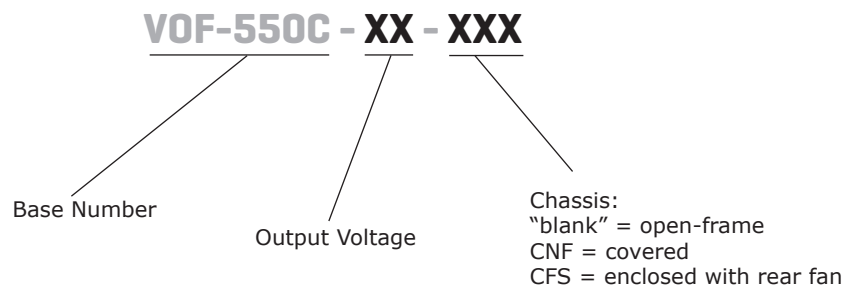 VOF-550C - XX - XXX
Base Number
Output Voltage
Chassis:
"blank" = open-frame
CNF = covered
CFS = enclosed with rear fan